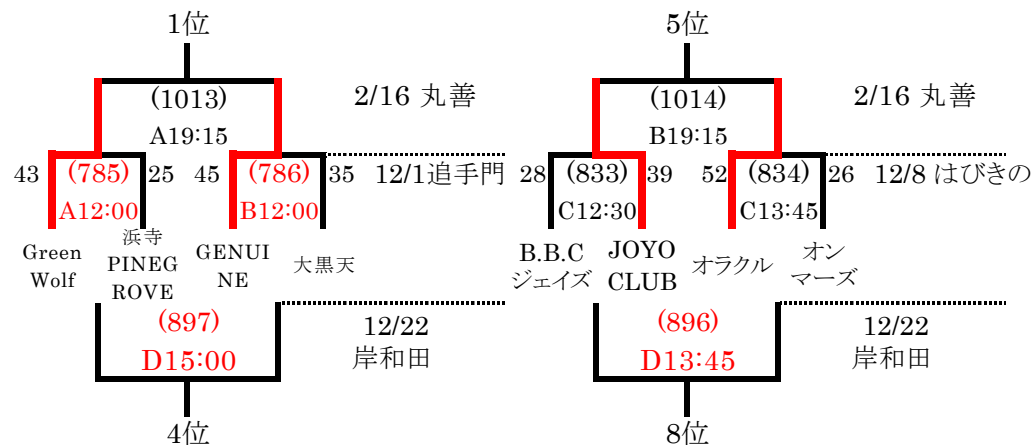 1位
(1013)
A19:15
2/16 丸善
43
(785)
A12:00
25
45
(786)
B12:00
35
12/1追手門
Green
Wolf
浜寺
PINEG
ROVE
GENUI
NE
大黒天
(897)
D15:00
12/22
岸和田
4位
5位
(1014)
B19:15
2/16 丸善
28
(833)
C12:30
39
52
(834)
C13:45
26
12/8 はびきの
B.B.C
ジェイズ
JOYO
CLUB
オラクル
オン
マーズ
(896)
D13:45
12/22
岸和田
8位